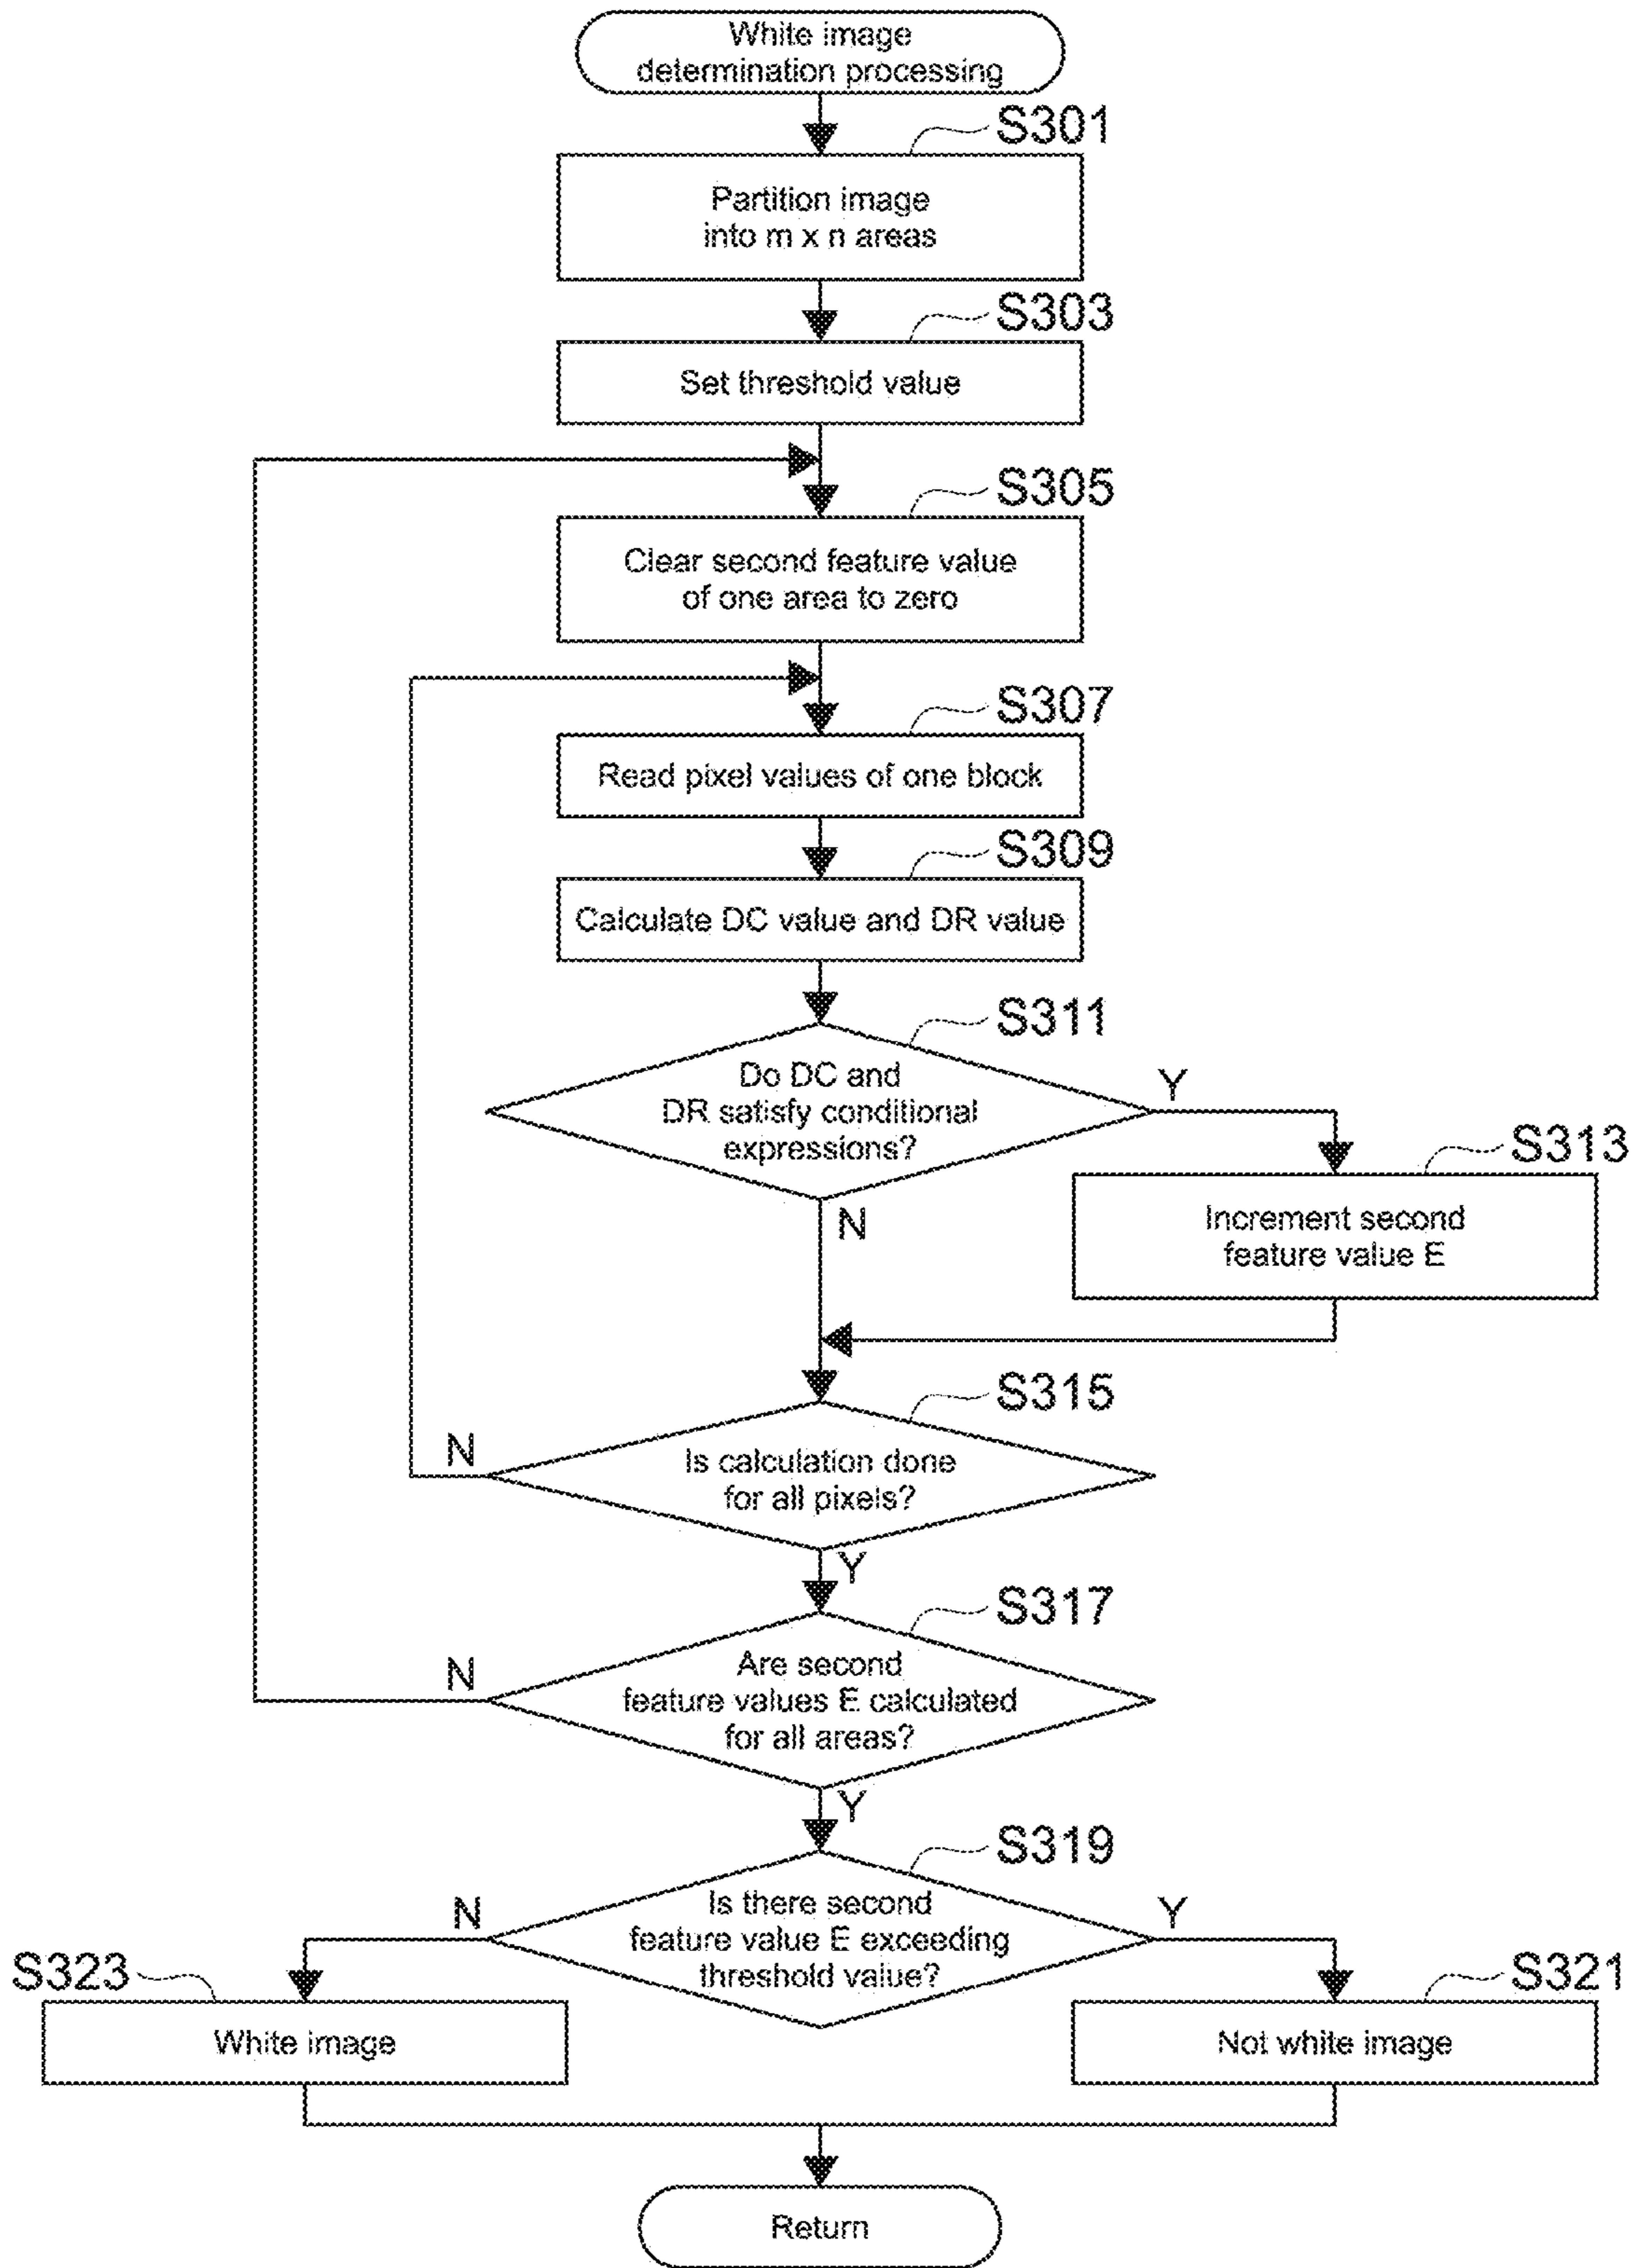 White image
determination processing
S301
Partition image
into m x n areas
S303
Set threshold value
S305
Clear second feature value
of one area to zero
S307
Read pixel values of one block
S309
Calculate DC value and DR value
S311
Do DC and
DR satisfy conditional
expressions?
Y
N
S313
Increment second
feature value E
S315
Is calculation done
for all pixels?
N
Y
S317
Are second
feature values E calculated
for all areas?
N
Y
S319
Is there second
feature value E exceeding
threshold value?
N
Y
S323
White image
S321
Not white image
Return